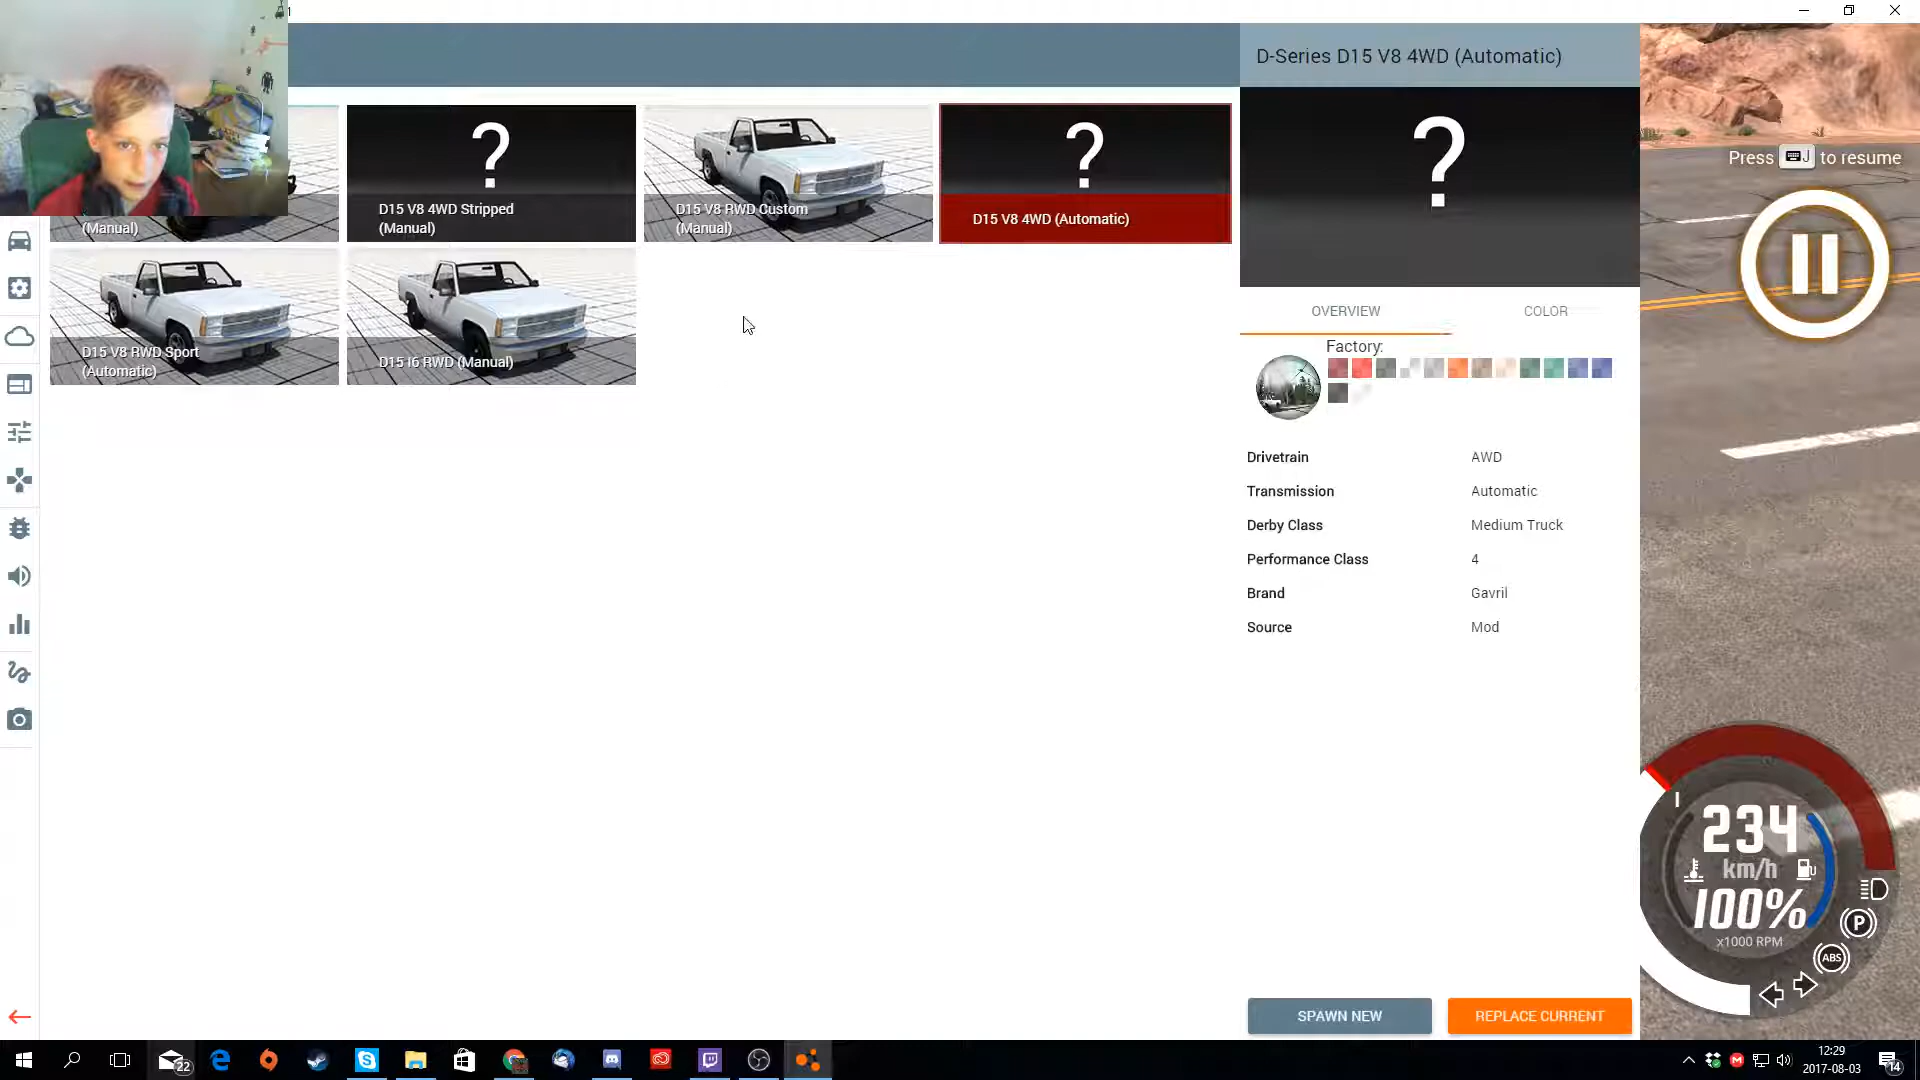 D-Series D15 V8 4WD (Automatic)
Press J to resume
(Manual)
?
D15 V8 4WD Stripped
(Manual)
D15 V8 RWD Custom
(Manual)
?
D15 V8 4WD (Automatic)
?
D15 V8 RWD Sport
(Automatic)
D15 I6 RWD (Manual)
OVERVIEW
COLOR
Factory:
Drivetrain AWD
Transmission Automatic
Derby Class Medium Truck
Performance Class 4
Brand Gavril
Source Mod
234
km/h
100%
x1000 RPM
P
ABS
SPAWN NEW
REPLACE CURRENT
22
12:29
2017-08-03
14